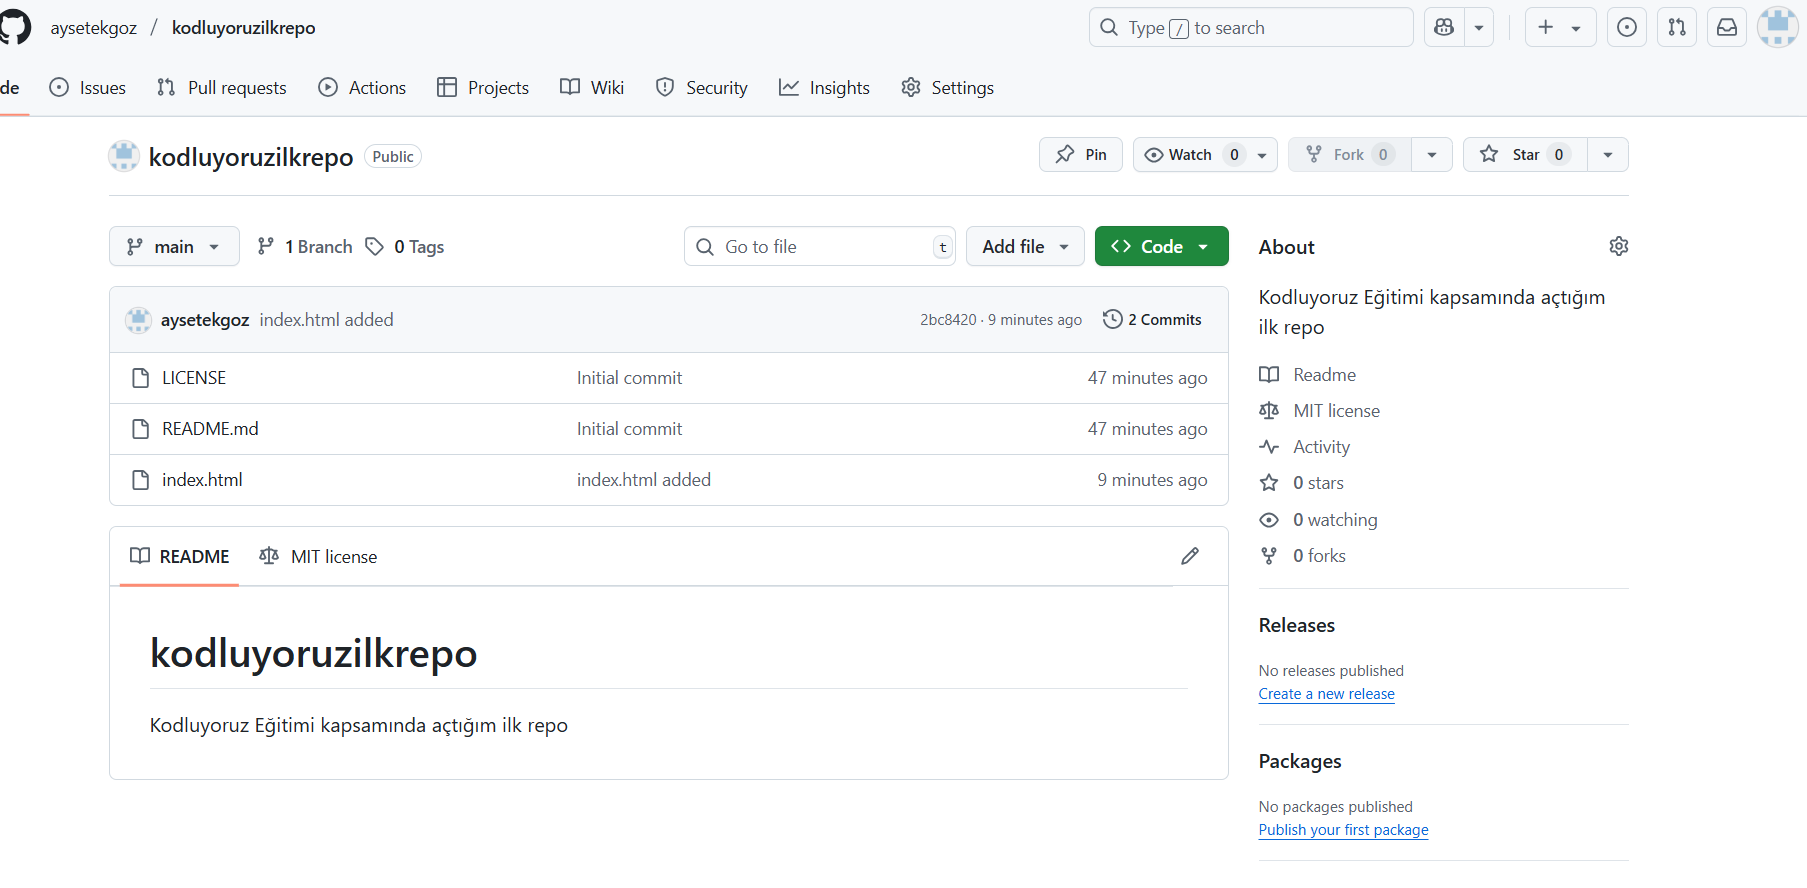 aysetekgoz / kodluyoruzilkrepo
Type / to search
de Issues Pull requests Actions Projects Wiki Security Insights Settings
kodluyoruzilkrepo Public
Pin Watch 0 Fork 0 Star 0
main 1 Branch 0 Tags Go to file t Add file Code
aysetekgoz index.html added 2bc8420 · 9 minutes ago 2 Commits
LICENSE Initial commit 47 minutes ago
README.md Initial commit 47 minutes ago
index.html index.html added 9 minutes ago
README MIT license
kodluyoruzilkrepo
Kodluyoruz Eğitimi kapsamında açtığım ilk repo
About
Kodluyoruz Eğitimi kapsamında açtığım
ilk repo
Readme
MIT license
Activity
0 stars
0 watching
0 forks
Releases
No releases published
Create a new release
Packages
No packages published
Publish your first package